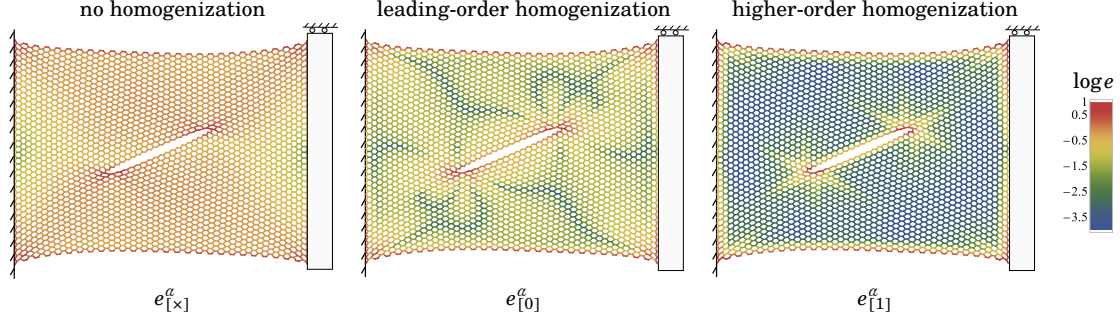 no homogenization
leading-order homogenization
higher-order homogenization
log e
1
0.5
−0.5
−1.5
−2.5
−3.5
e^α_[×]
e^α_[0]
e^α_[1]